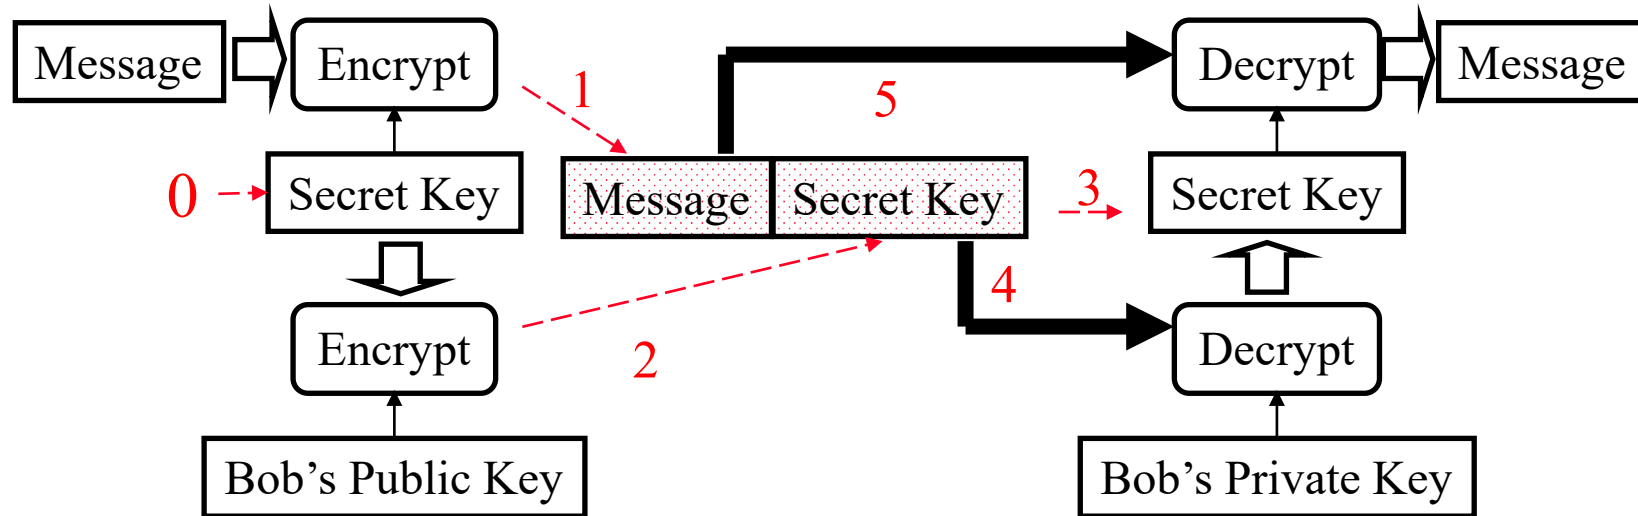 Message
Encrypt
1
5
Decrypt
Message
0
Secret Key
Message
Secret Key
3
Secret Key
4
Encrypt
2
Decrypt
Bob’s Public Key
Bob’s Private Key